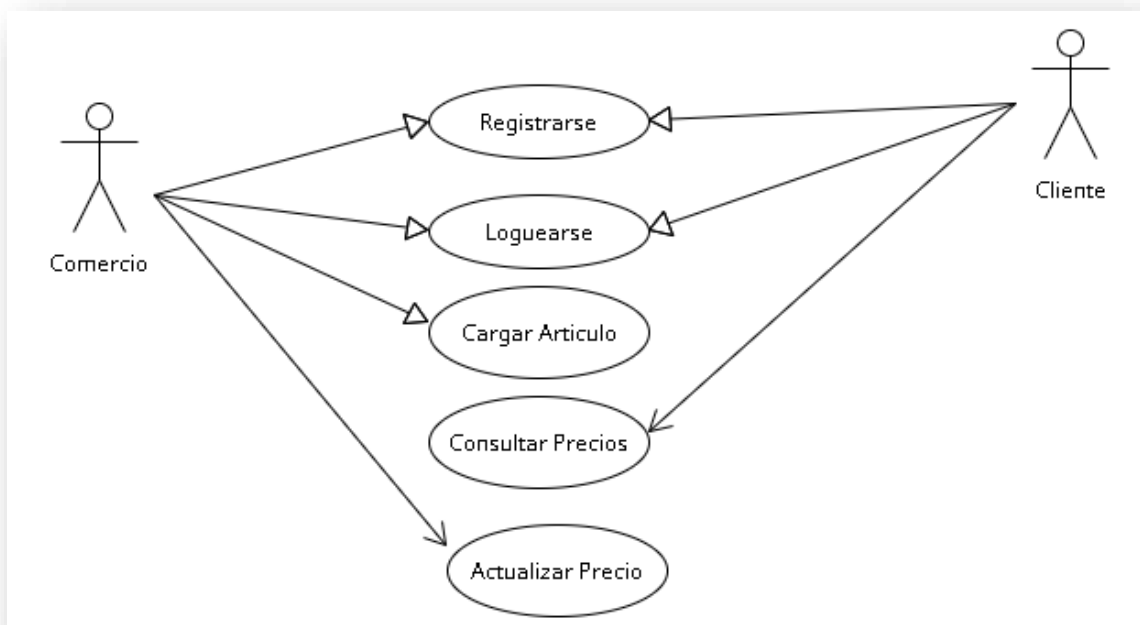 Registrarse
Cliente
Loguearse
Comercio
Cargar Articulo
Consultar Precios
Actualizar Precio